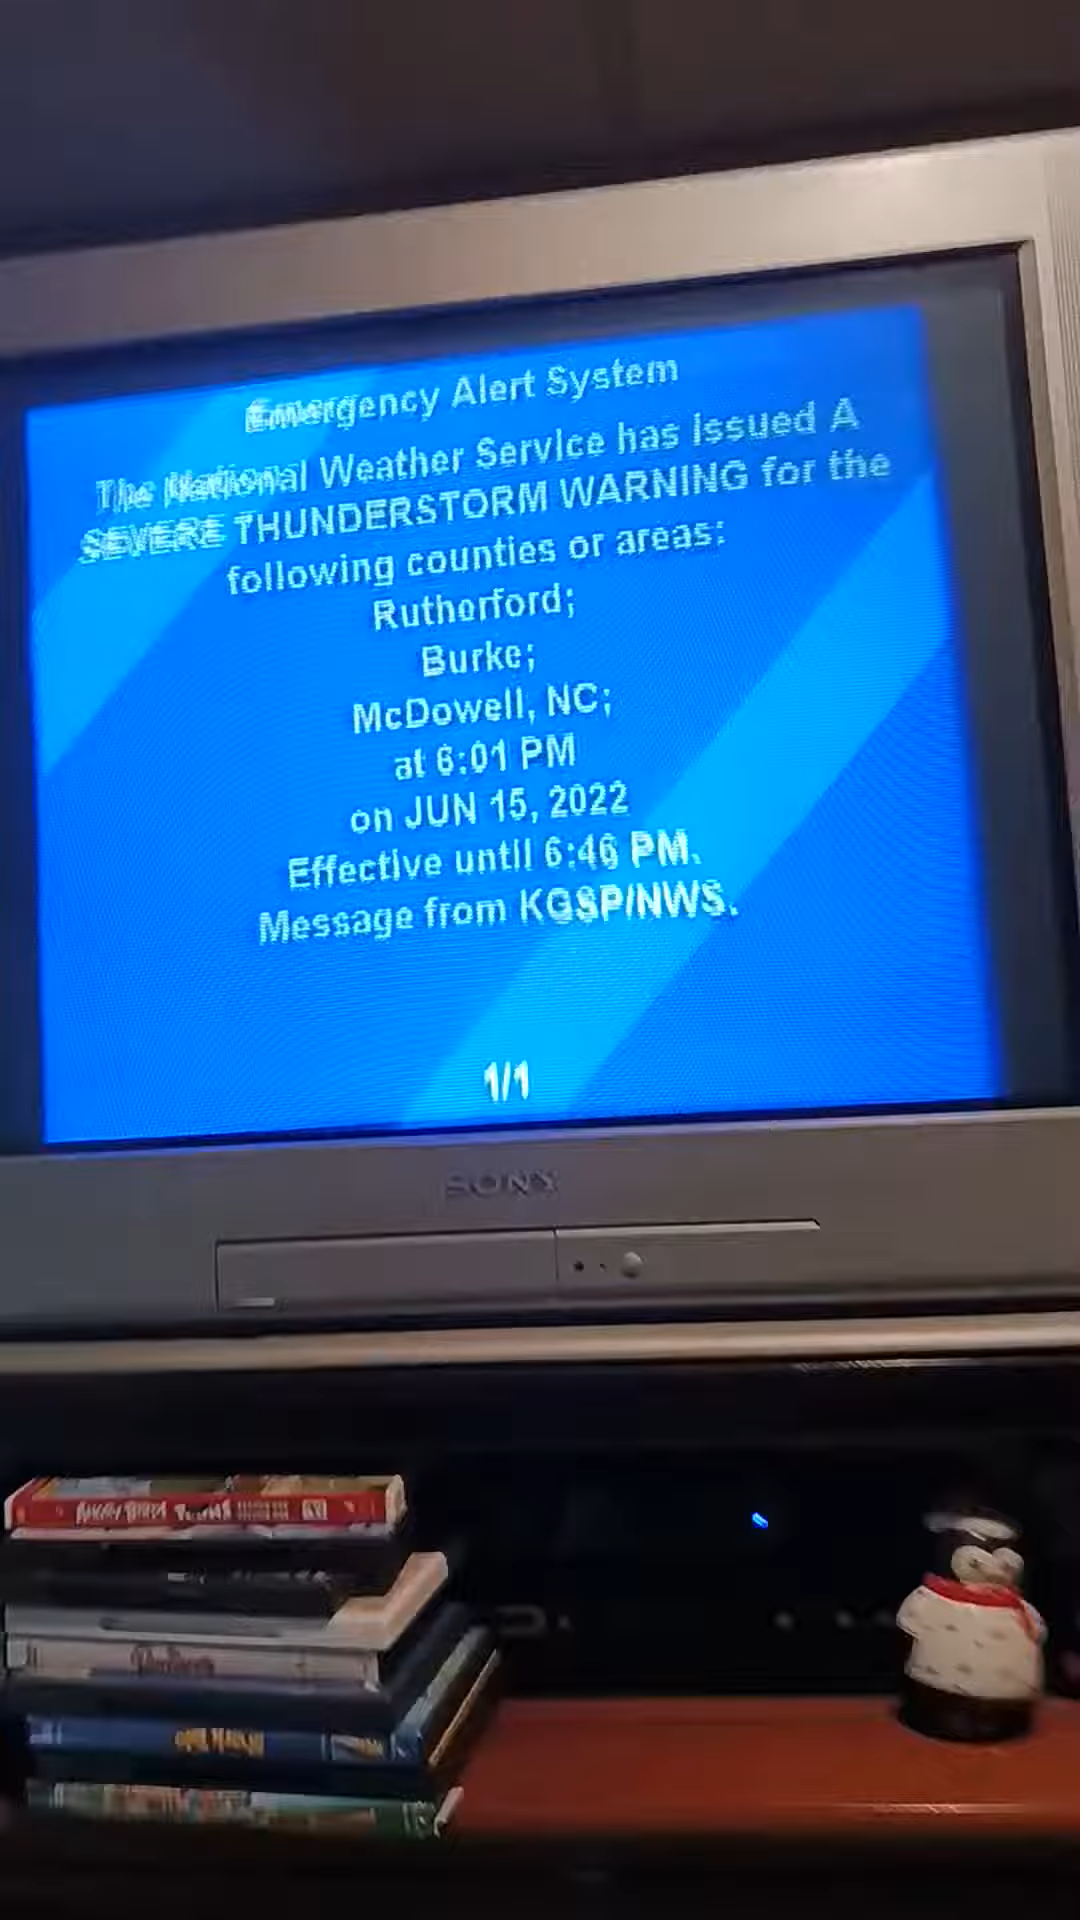 Emergency Alert System
The National Weather Service has issued A
SEVERE THUNDERSTORM WARNING for the
following counties or areas:
Rutherford;
Burke;
McDowell, NC;
at 6:01 PM
on JUN 15, 2022
Effective until 6:46 PM.
Message from KGSP/NWS.
1/1
SONY